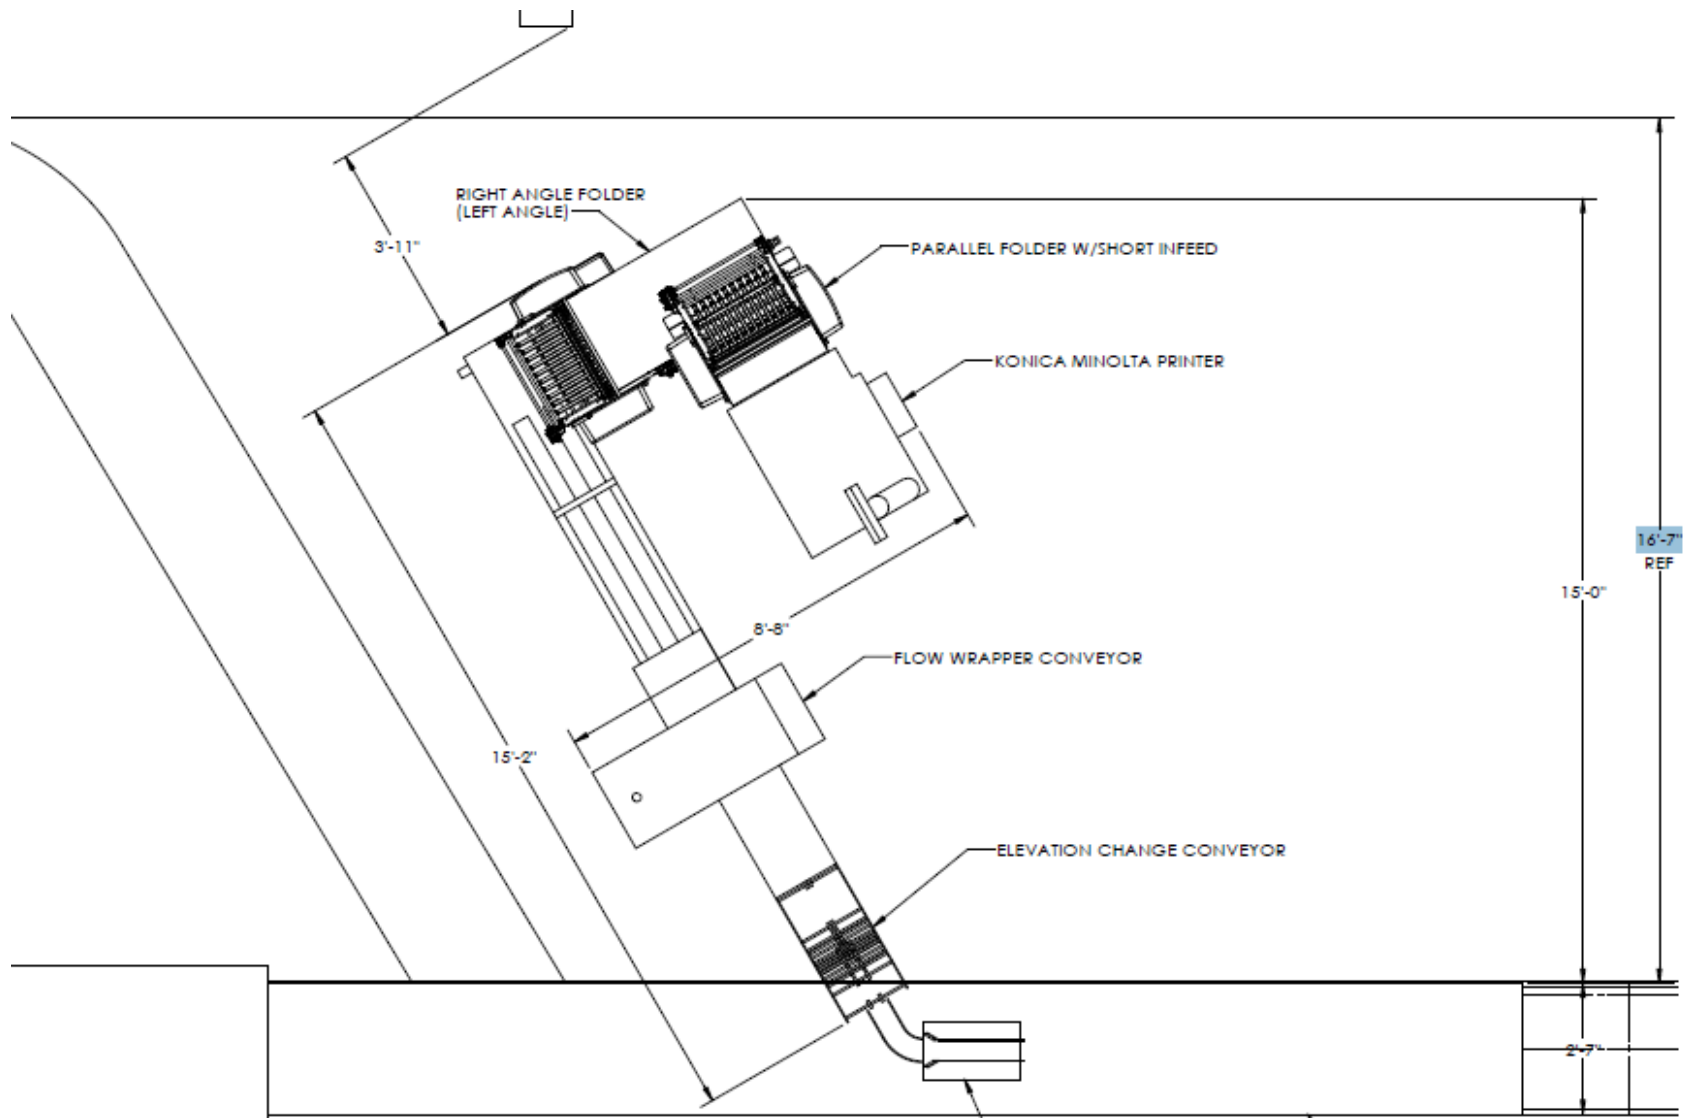 RIGHT ANGLE FOLDER
(LEFT ANGLE)
3'-11"
PARALLEL FOLDER W/SHORT INFEED
KONICA MINOLTA PRINTER
16'-7"
REF
15'-0"
8'-8"
FLOW WRAPPER CONVEYOR
15'-2"
ELEVATION CHANGE CONVEYOR
2'-7"